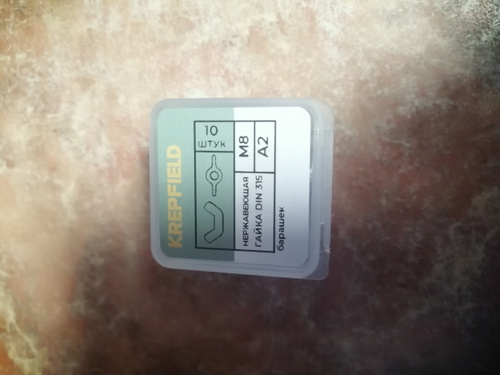 KREPFIELD
10
ШТУК
НЕРЖАВЕЮЩАЯ
ГАЙКА DIN 315
M8
A2
барашек